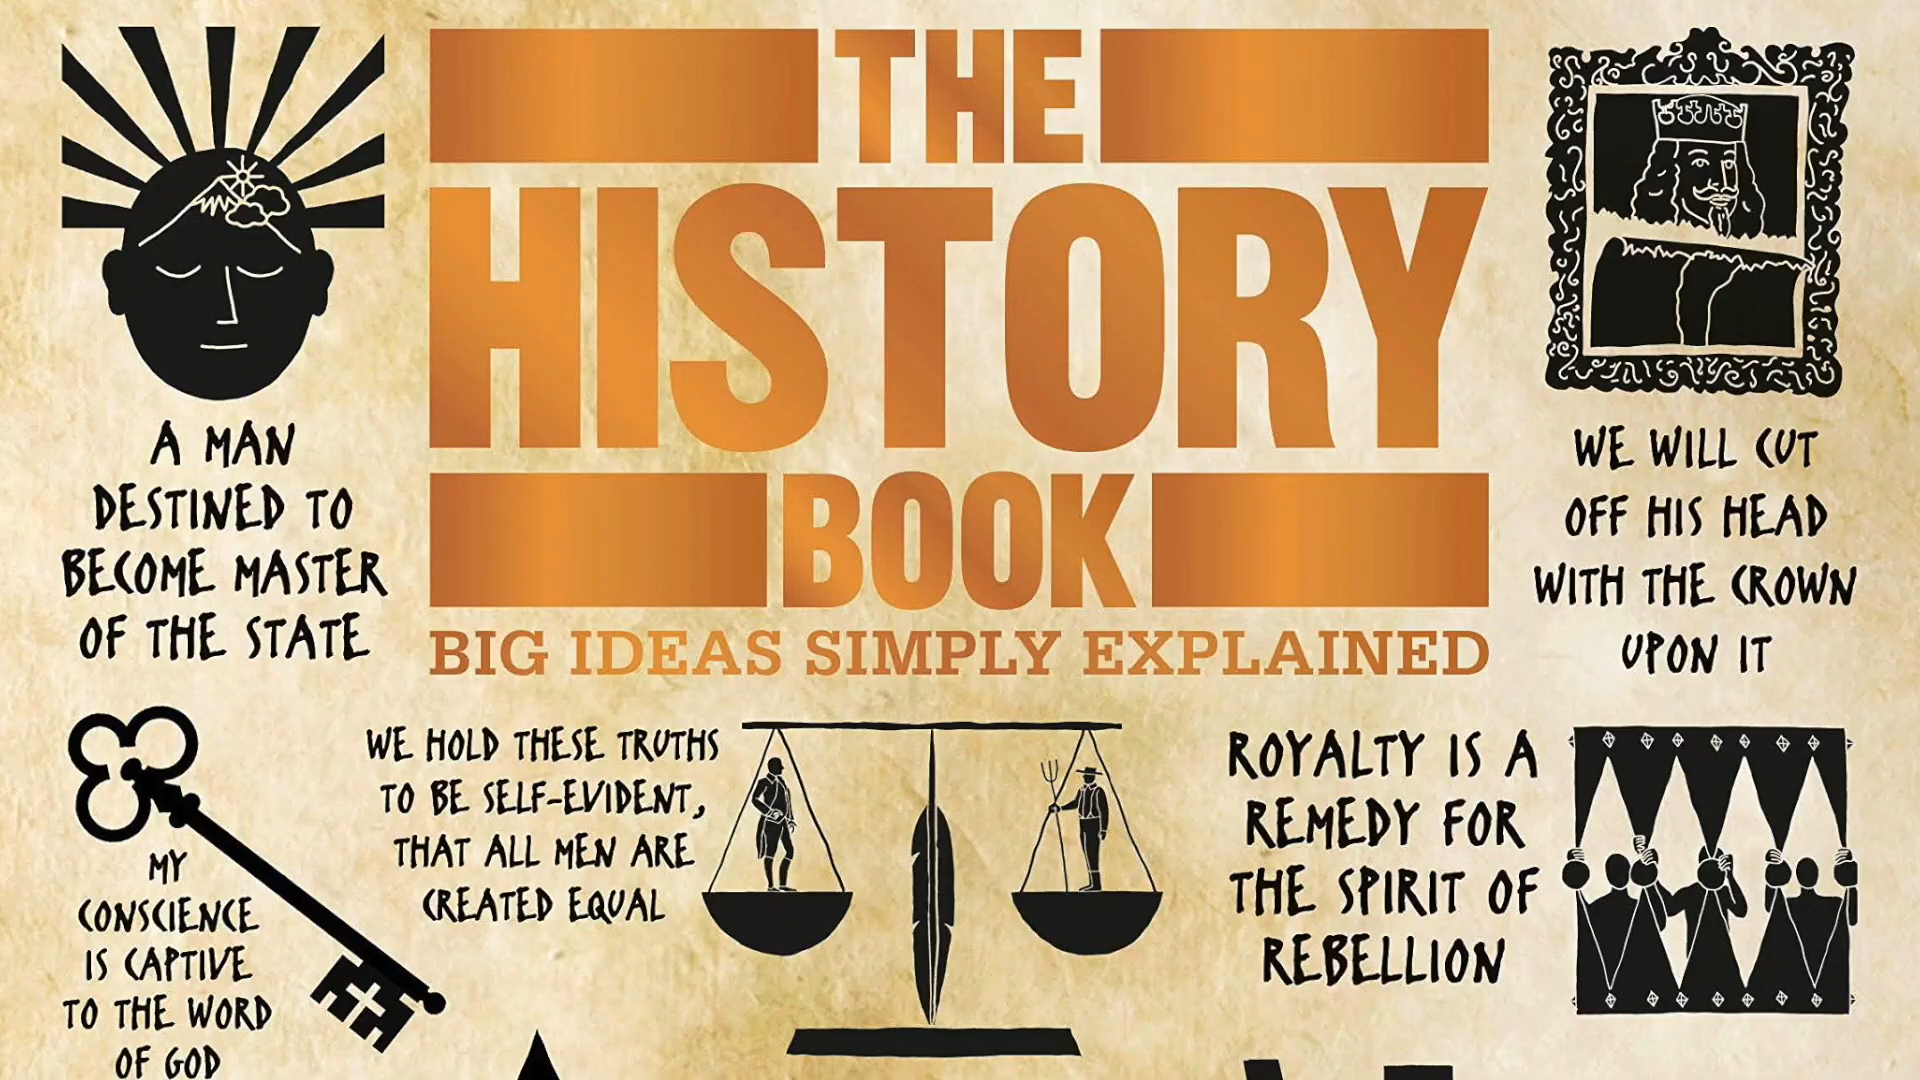 THE
HISTORY
BOOK
BIG IDEAS SIMPLY EXPLAINED
A MAN
DESTINED TO
BECOME MASTER
OF THE STATE
WE WILL CUT
OFF HIS HEAD
WITH THE CROWN
UPON IT
MY
CONSCIENCE
IS CAPTIVE
TO THE WORD
OF GOD
WE HOLD THESE TRUTHS
TO BE SELF-EVIDENT,
THAT ALL MEN ARE
CREATED EQUAL
ROYALTY IS A
REMEDY FOR
THE SPIRIT OF
REBELLION